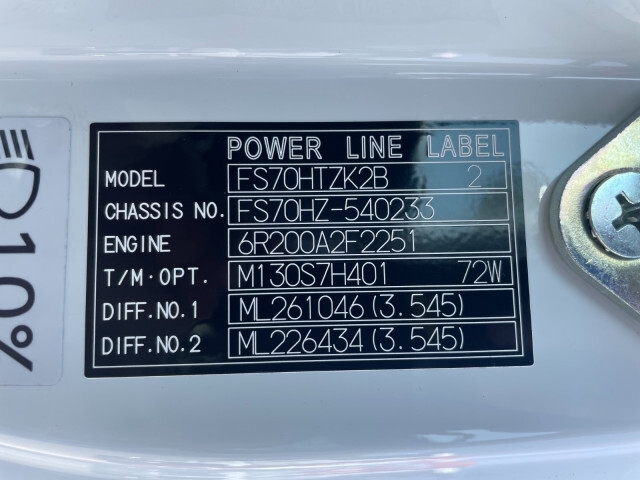 POWER LINE LABEL
MODEL FS70HTZK2B 2
CHASSIS NO. FS70HZ-540233
ENGINE 6R200A2F2251
T/M·OPT. M130S7H401 72W
DIFF.NO.1 ML261046(3.545)
DIFF.NO.2 ML226434(3.545)
10%